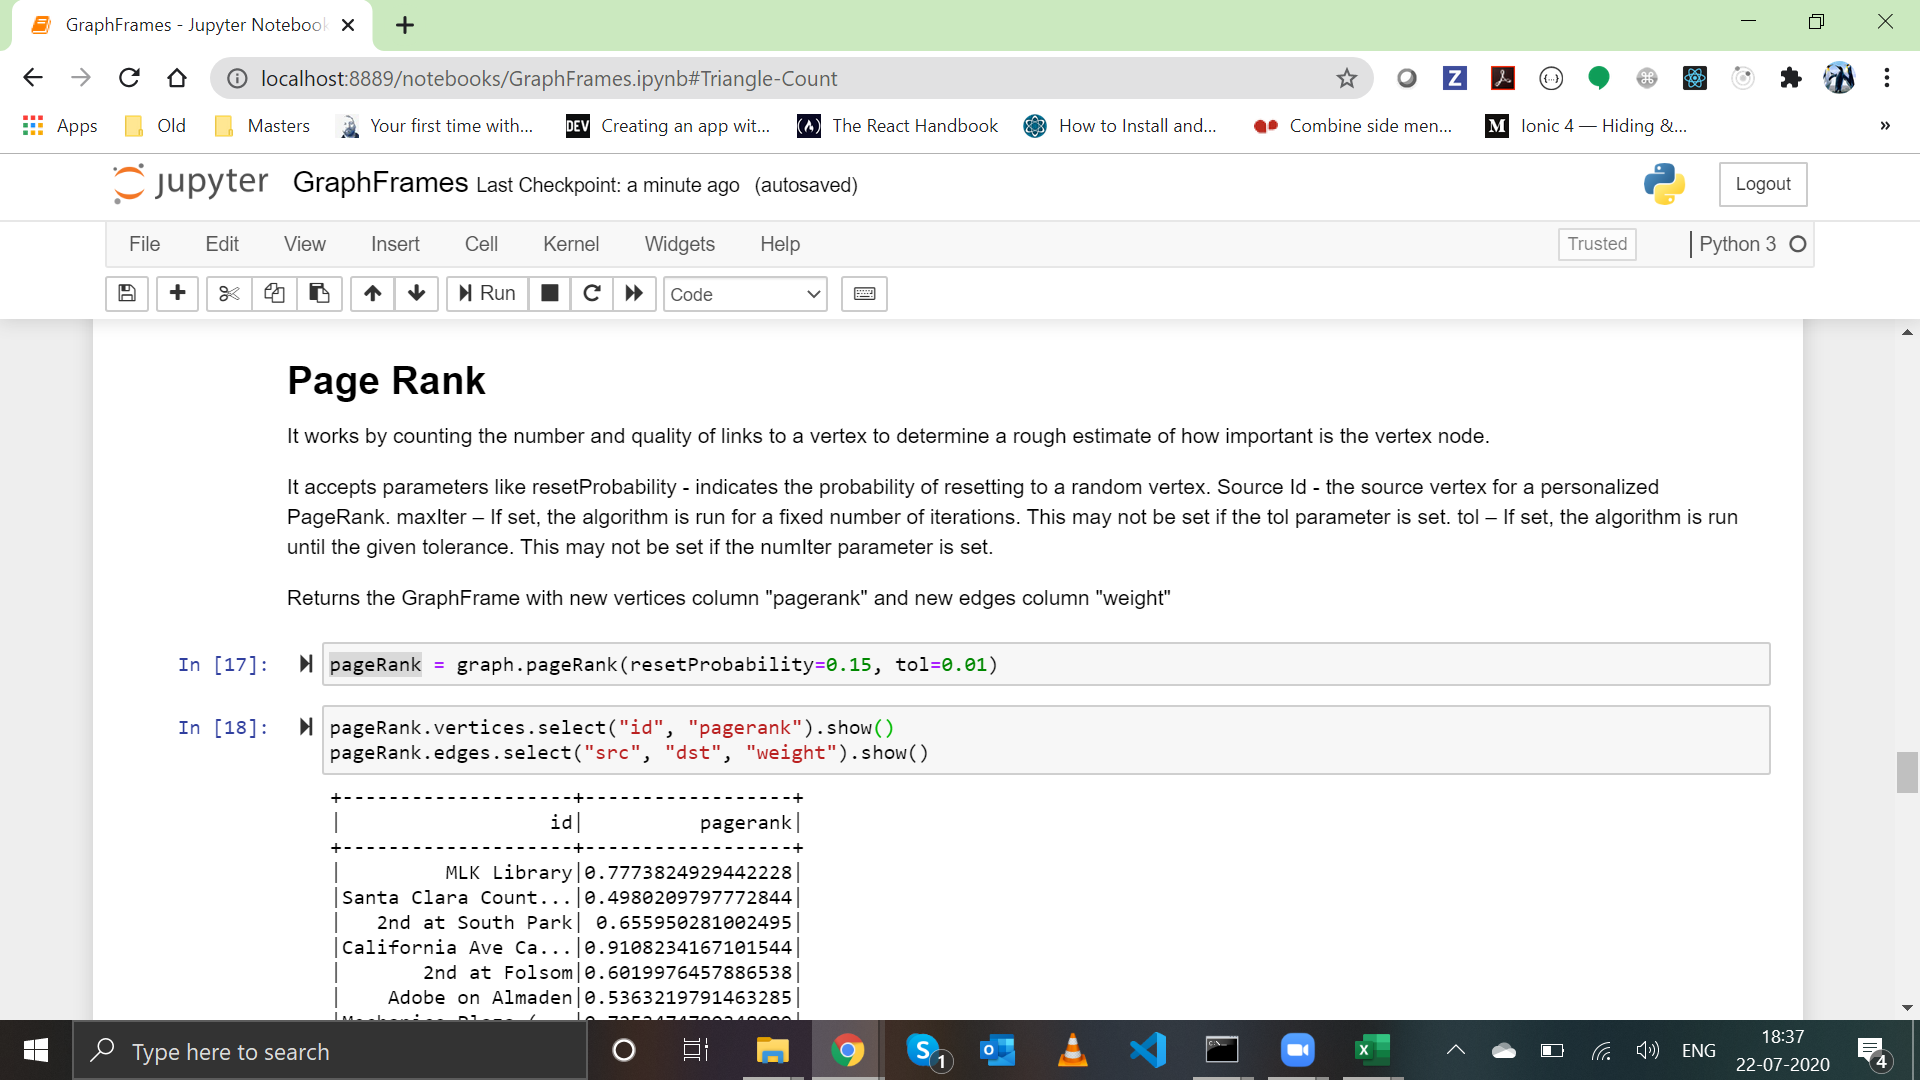 GraphFrames - Jupyter Notebook
localhost:8889/notebooks/GraphFrames.ipynb#Triangle-Count
Apps Old Masters Your first time with... DEV Creating an app wit... The React Handbook How to Install and... Combine side men... M Ionic 4 — Hiding &... »
jupyter GraphFrames Last Checkpoint: a minute ago (autosaved) Logout
File Edit View Insert Cell Kernel Widgets Help Trusted Python 3
Run Code
Page Rank
It works by counting the number and quality of links to a vertex to determine a rough estimate of how important is the vertex node.
It accepts parameters like resetProbability - indicates the probability of resetting to a random vertex. Source Id - the source vertex for a personalized
PageRank. maxIter – If set, the algorithm is run for a fixed number of iterations. This may not be set if the tol parameter is set. tol – If set, the algorithm is run
until the given tolerance. This may not be set if the numIter parameter is set.
Returns the GraphFrame with new vertices column "pagerank" and new edges column "weight"
In [17]: pageRank = graph.pageRank(resetProbability=0.15, tol=0.01)
In [18]: pageRank.vertices.select("id", "pagerank").show()
pageRank.edges.select("src", "dst", "weight").show()
+--------------------+------------------+
|                  id|          pagerank|
+--------------------+------------------+
|         MLK Library|0.7773824929442228|
|Santa Clara Count...|0.4980209797772844|
|   2nd at South Park| 0.655950281002495|
|California Ave Ca...|0.9108234167101544|
|       2nd at Folsom|0.6019976457886538|
|    Adobe on Almaden|0.5363219791463285|
Type here to search 1 ENG 18:37
22-07-2020 4